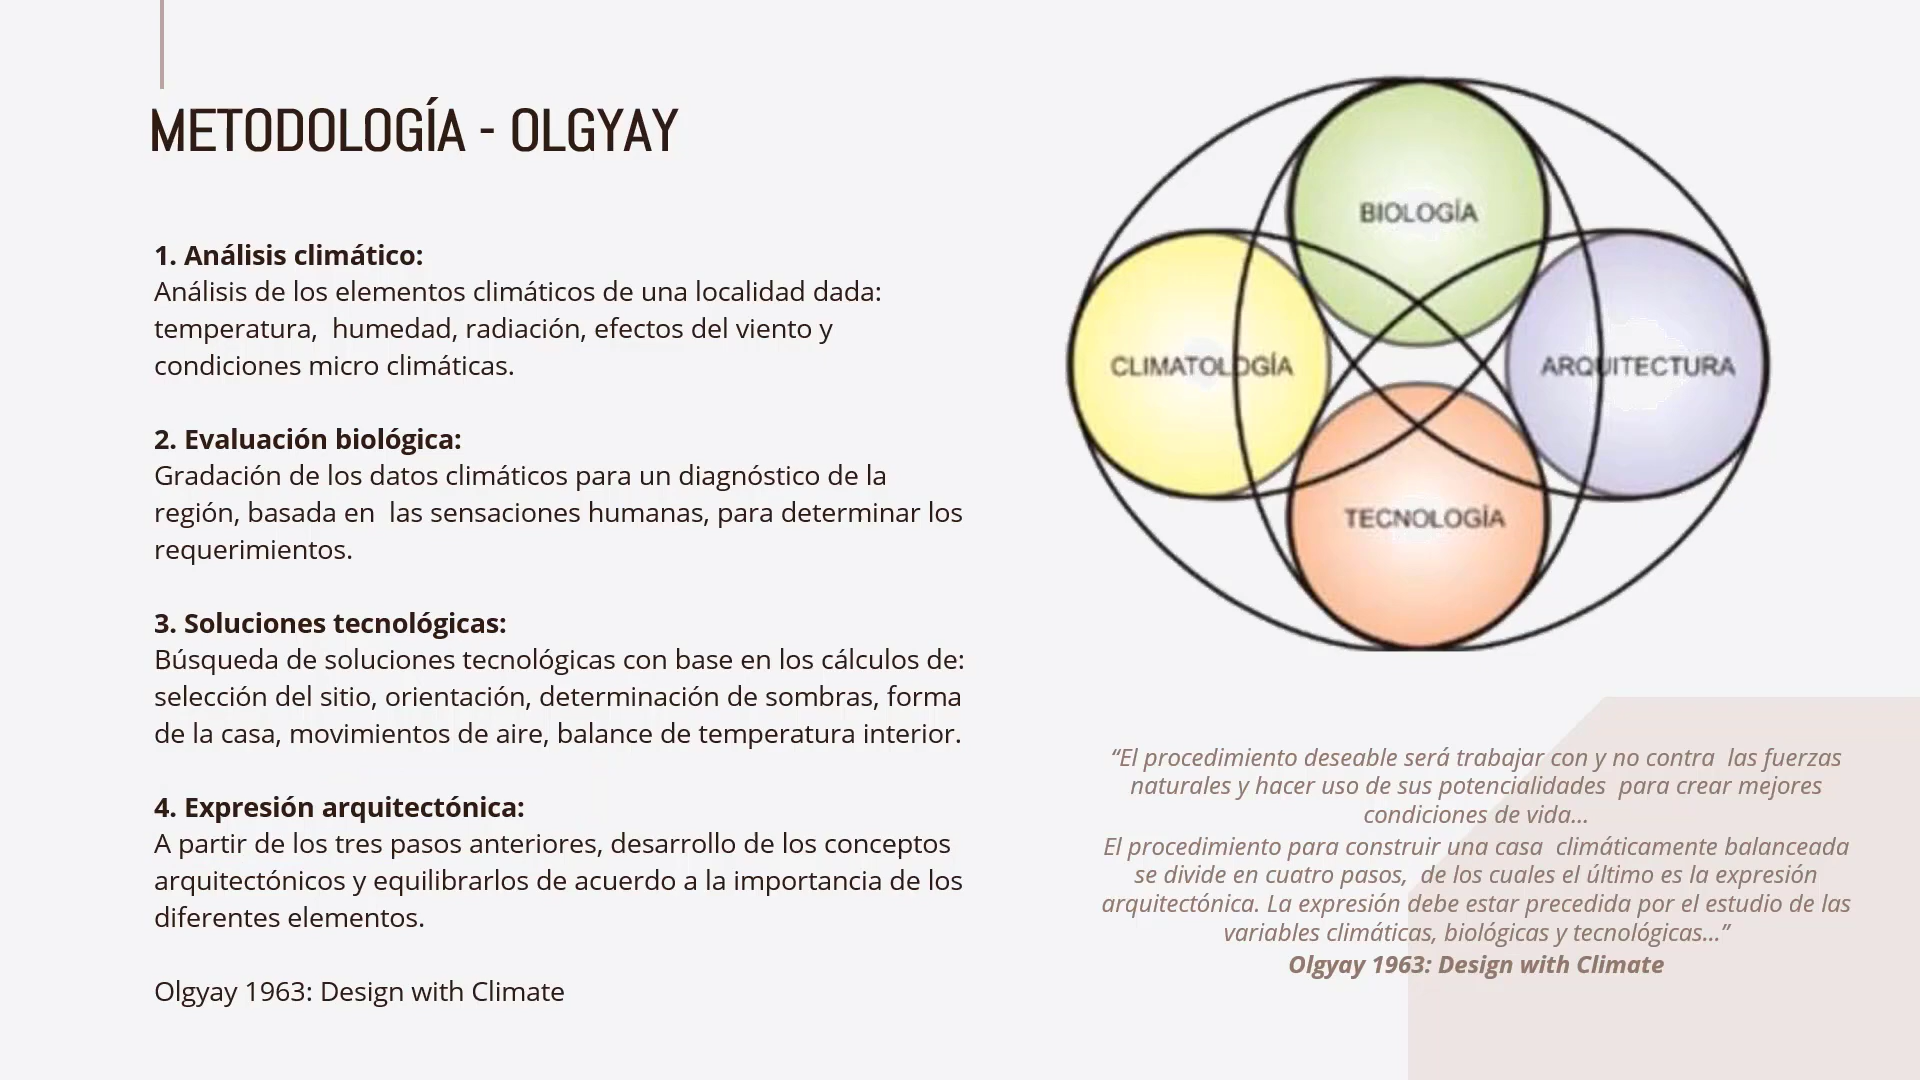 METODOLOGÍA - OLGYAY
1. Análisis climático:
Análisis de los elementos climáticos de una localidad dada:
temperatura,  humedad, radiación, efectos del viento y
condiciones micro climáticas.
2. Evaluación biológica:
Gradación de los datos climáticos para un diagnóstico de la
región, basada en  las sensaciones humanas, para determinar los
requerimientos.
3. Soluciones tecnológicas:
Búsqueda de soluciones tecnológicas con base en los cálculos de:
selección del sitio, orientación, determinación de sombras, forma
de la casa, movimientos de aire, balance de temperatura interior.
4. Expresión arquitectónica:
A partir de los tres pasos anteriores, desarrollo de los conceptos
arquitectónicos y equilibrarlos de acuerdo a la importancia de los
diferentes elementos.
Olgyay 1963: Design with Climate
BIOLOGÍA
CLIMATOLOGÍA
ARQUITECTURA
TECNOLOGÍA
“El procedimiento deseable será trabajar con y no contra  las fuerzas
naturales y hacer uso de sus potencialidades  para crear mejores
condiciones de vida...
El procedimiento para construir una casa  climáticamente balanceada
se divide en cuatro pasos,  de los cuales el último es la expresión
arquitectónica. La expresión debe estar precedida por el estudio de las
variables climáticas, biológicas y tecnológicas...”
Olgyay 1963: Design with Climate